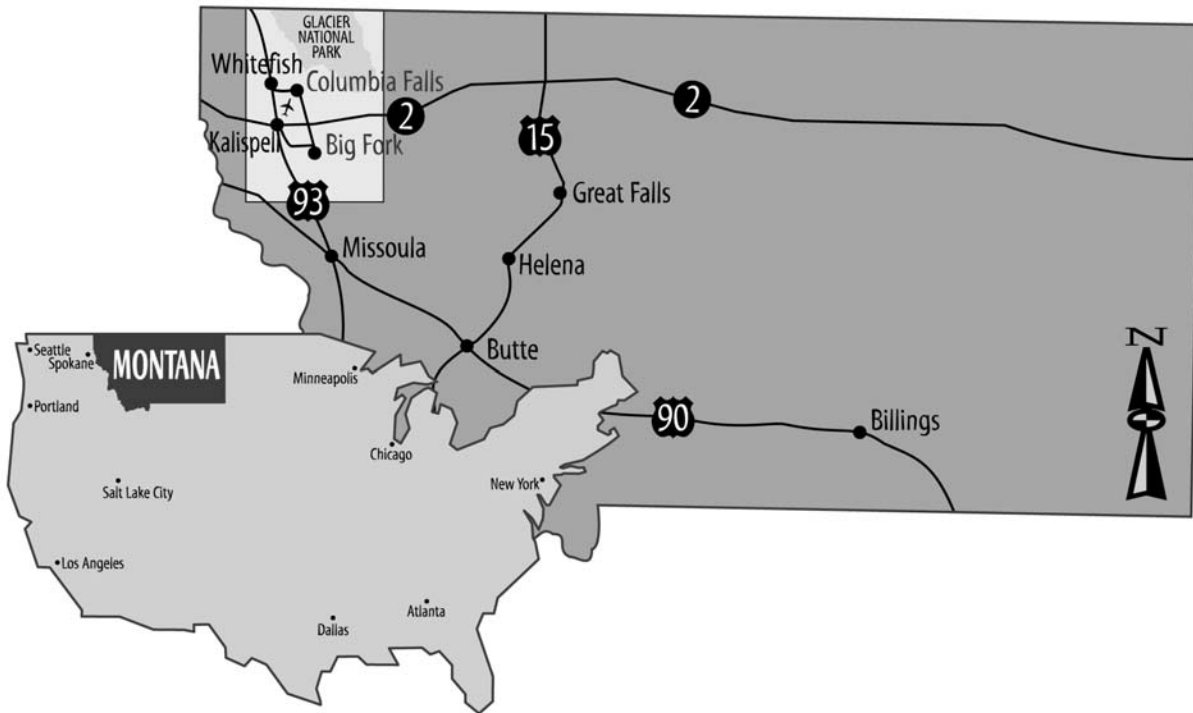 GLACIER
NATIONAL
PARK
Whitefish
Columbia Falls
2
2
Kalispell
Big Fork
15
93
Great Falls
Missoula
Helena
Butte
N
Seattle
Spokane
MONTANA
Minneapolis
Portland
90
Billings
Chicago
Salt Lake City
New York
Los Angeles
Atlanta
Dallas